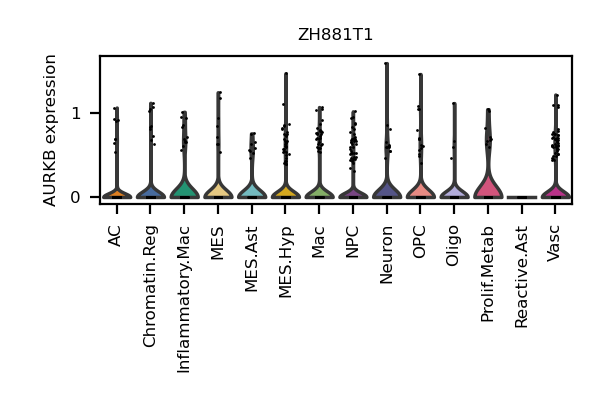 ZH881T1
AURKB expression
1
0
AC
Chromatin.Reg
Inflammatory.Mac
MES
MES.Ast
MES.Hyp
Mac
NPC
Neuron
OPC
Oligo
Prolif.Metab
Reactive.Ast
Vasc